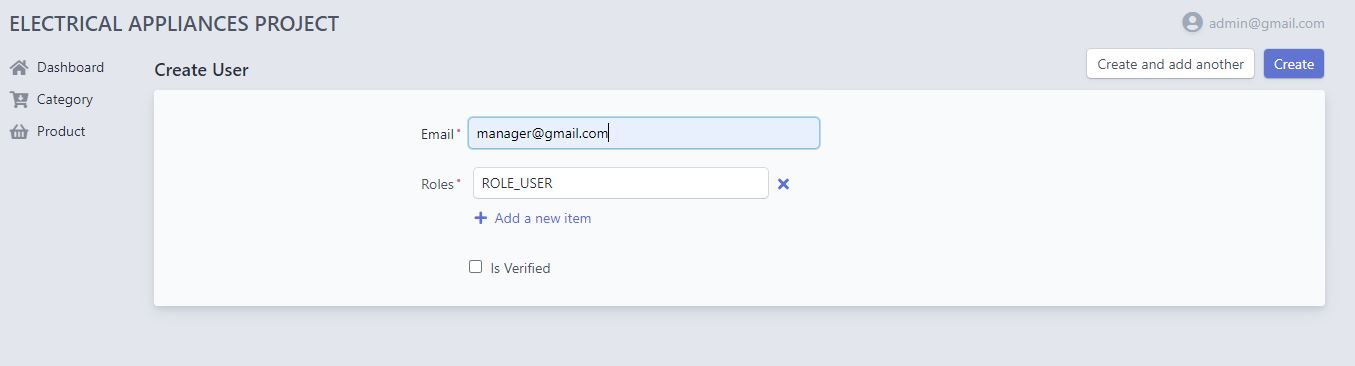 ELECTRICAL APPLIANCES PROJECT
admin@gmail.com
Dashboard
Category
Product
Create User
Create and add another
Create
Email*
manager@gmail.com
Roles*
ROLE_USER
Add a new item
Is Verified